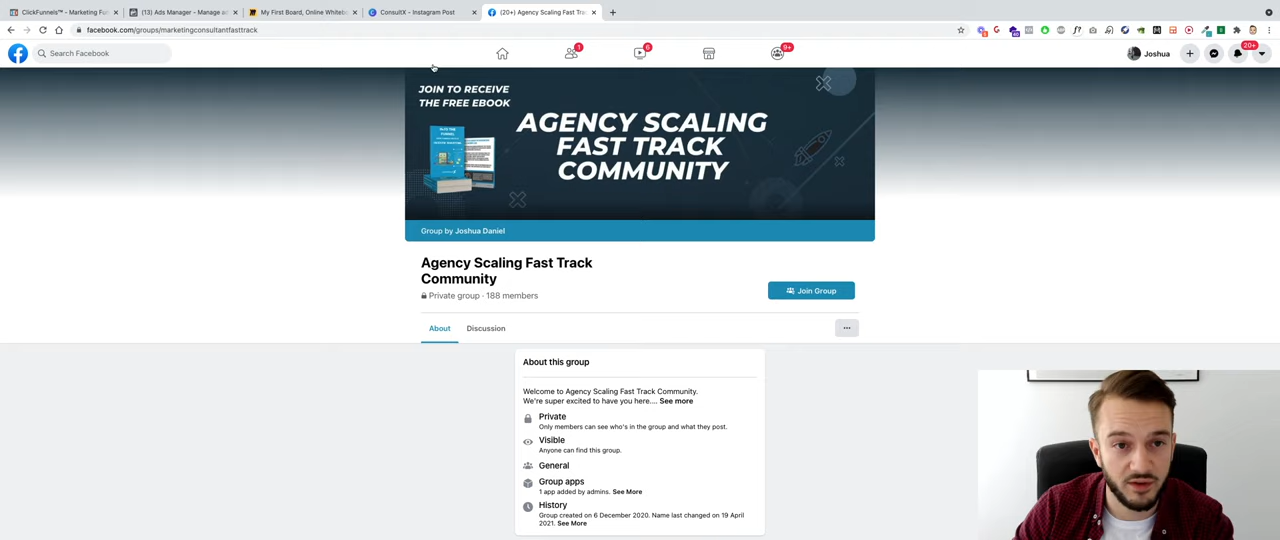 ClickFunnels™ - Marketing Fun
(13) Ads Manager - Manage ad
My First Board, Online Whiteb
ConsultX - Instagram Post
(20+) Agency Scaling Fast Tra
facebook.com/groups/marketingconsultantfasttrack
Search Facebook
1
6
9+
Joshua
20+
JOIN TO RECEIVE
THE FREE EBOOK
AGENCY SCALING
FAST TRACK
COMMUNITY
Group by Joshua Daniel
Agency Scaling Fast Track
Community
Private group · 188 members
Join Group
About
Discussion
About this group
Welcome to Agency Scaling Fast Track Community.
We're super excited to have you here.... See more
Private
Only members can see who's in the group and what they post.
Visible
Anyone can find this group.
General
Group apps
1 app added by admins. See More
History
Group created on 6 December 2020. Name last changed on 19 April
2021. See More